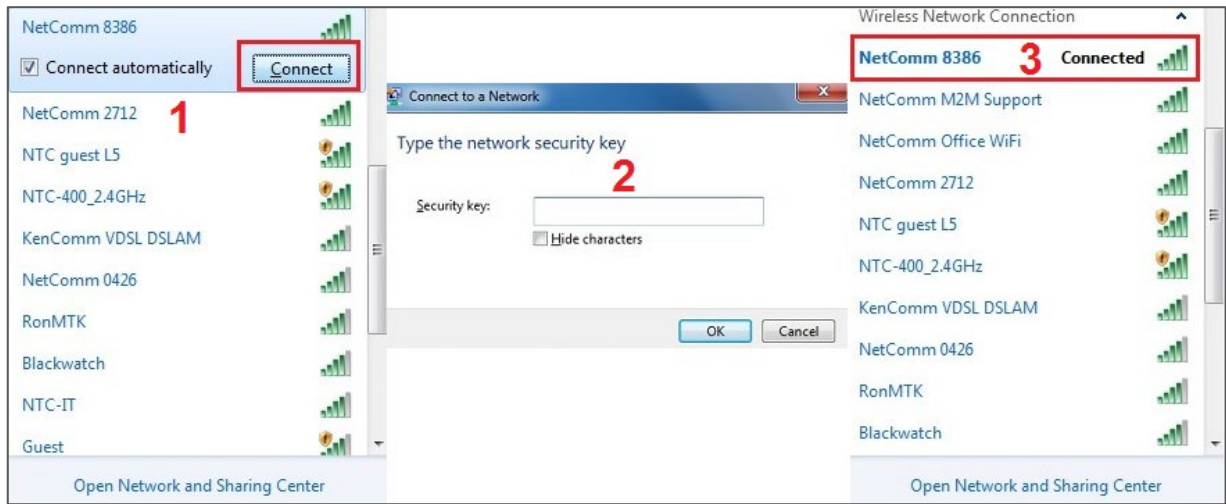 NetComm 8386
Connect automatically
Connect
NetComm 2712
1
NTC guest L5
NTC-400_2.4GHz
KenComm VDSL DSLAM
NetComm 0426
RonMTK
Blackwatch
NTC-IT
Guest
Open Network and Sharing Center
Connect to a Network
Type the network security key
2
Security key:
Hide characters
OK
Cancel
Wireless Network Connection
NetComm 8386 3 Connected
NetComm M2M Support
NetComm Office WiFi
NetComm 2712
NTC guest L5
NTC-400_2.4GHz
KenComm VDSL DSLAM
NetComm 0426
RonMTK
Blackwatch
Open Network and Sharing Center